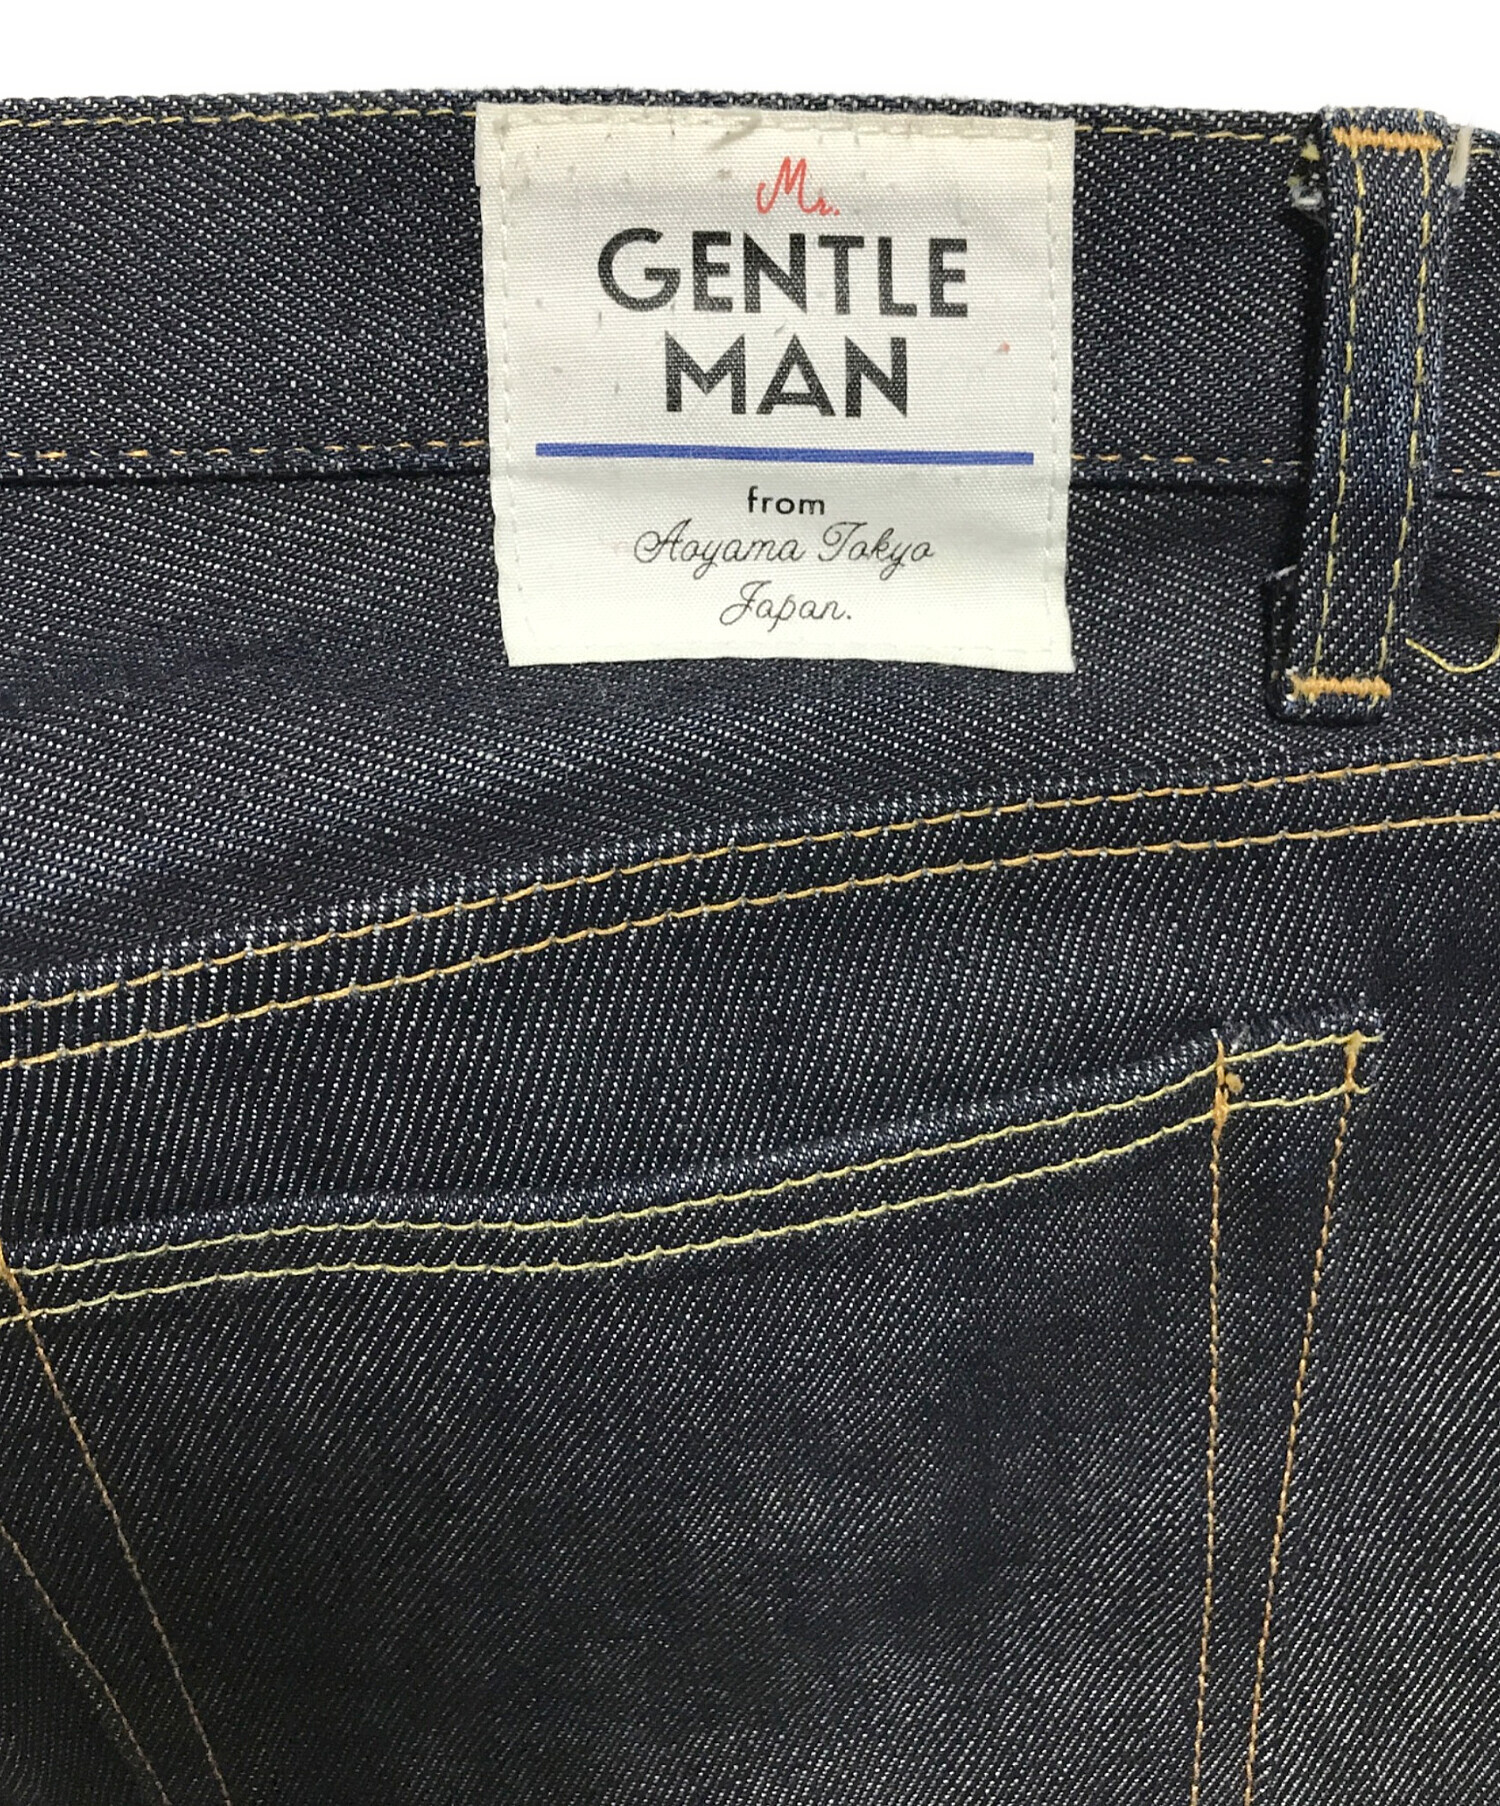 Mr.
GENTLE
MAN
from
Aoyama Tokyo
Japan.